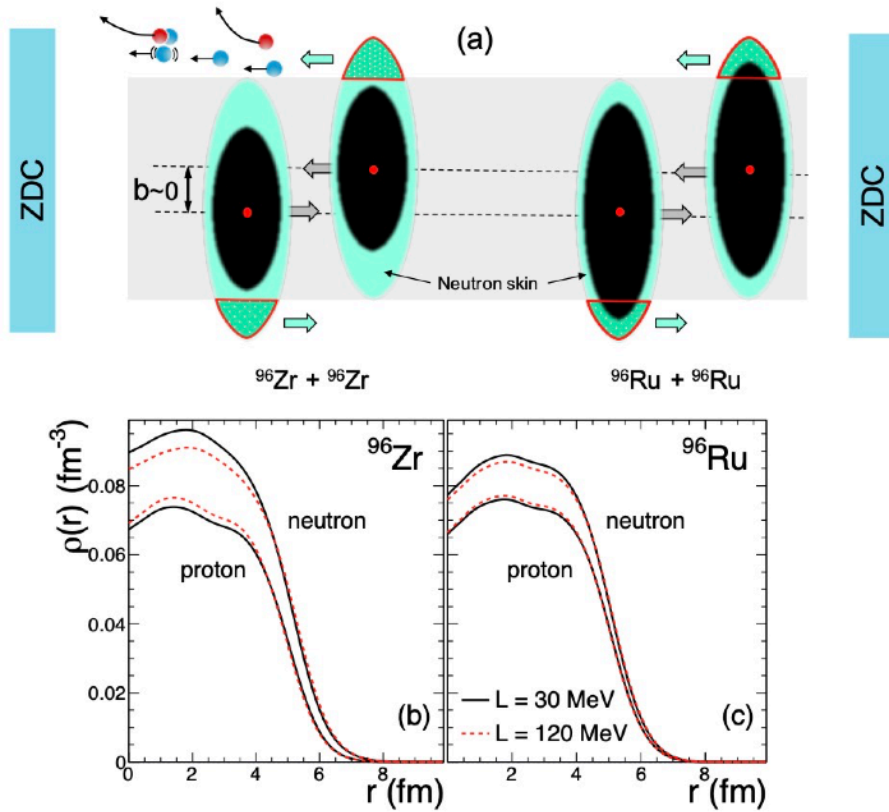 (a)
ZDC
ZDC
b~0
Neutron skin
⁹⁶Zr + ⁹⁶Zr
⁹⁶Ru + ⁹⁶Ru
ρ(r) (fm⁻³)
0.08
0.06
0.04
0.02
0
⁹⁶Zr
neutron
proton
(b)
0 2 4 6 8
r (fm)
⁹⁶Ru
neutron
proton
L = 30 MeV
L = 120 MeV
(c)
2 4 6 8
r (fm)